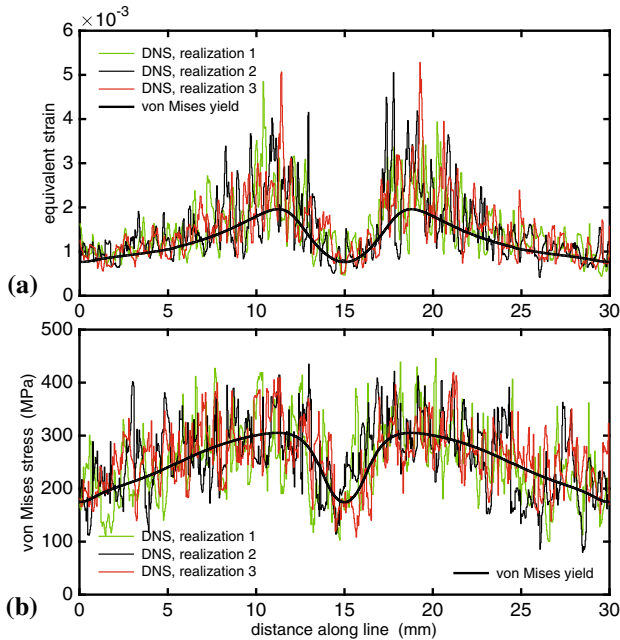 × 10⁻³
6
5
4
3
2
1
0
equivalent strain
DNS, realization 1
DNS, realization 2
DNS, realization 3
von Mises yield
(a)
0 5 10 15 20 25 30
500
400
300
200
100
0
von Mises stress (MPa)
DNS, realization 1
DNS, realization 2
DNS, realization 3
von Mises yield
(b)
0 5 10 15 20 25 30
distance along line (mm)